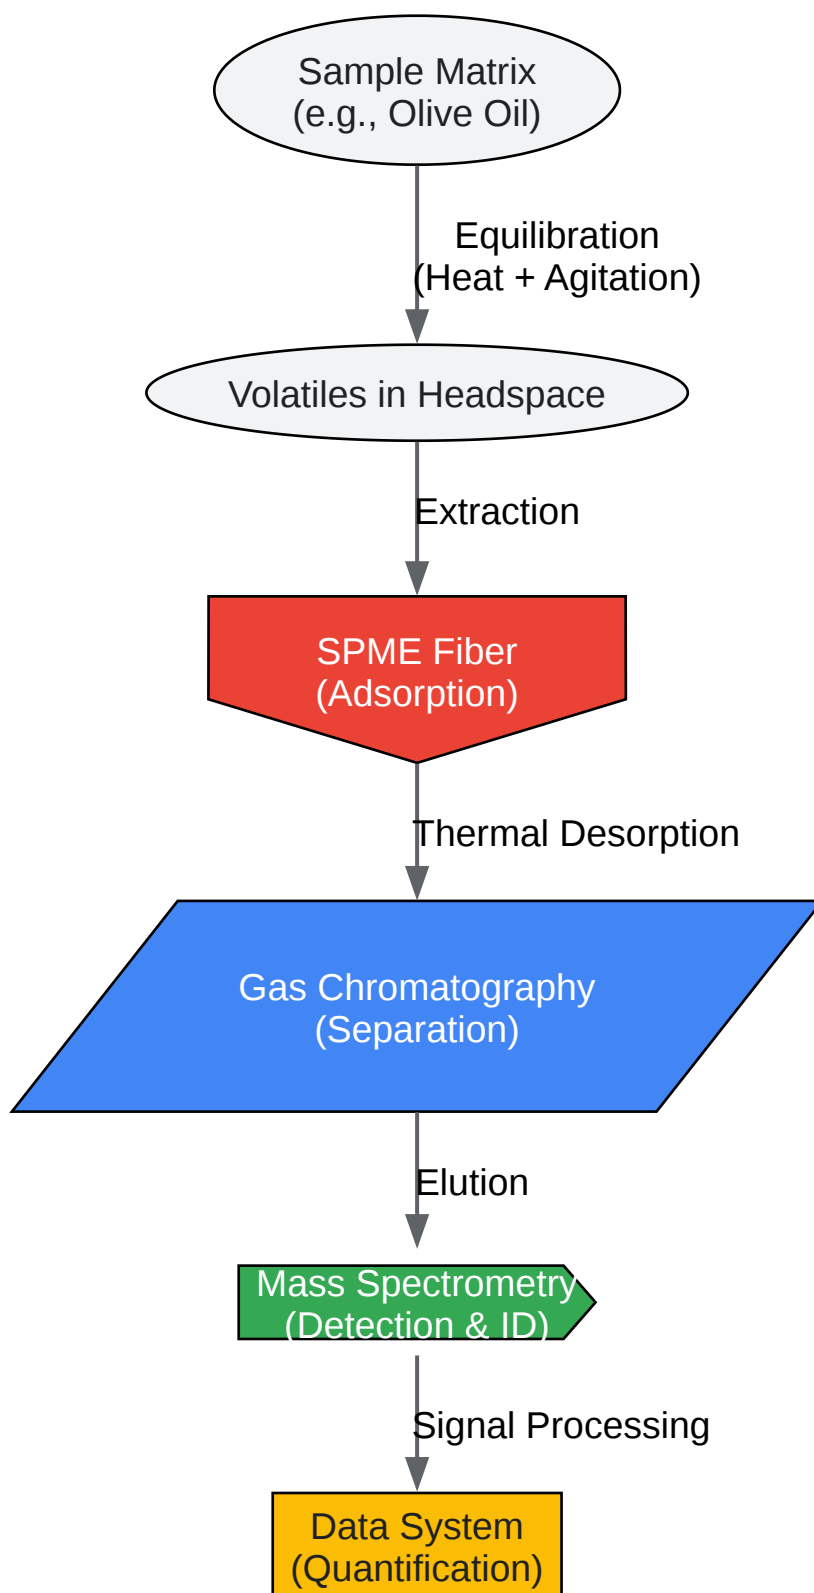 Sample Matrix
(e.g., Olive Oil)
Equilibration
(Heat + Agitation)
Volatiles in Headspace
Extraction
SPME Fiber
(Adsorption)
Thermal Desorption
Gas Chromatography
(Separation)
Elution
Mass Spectrometry
(Detection & ID)
Signal Processing
Data System
(Quantification)